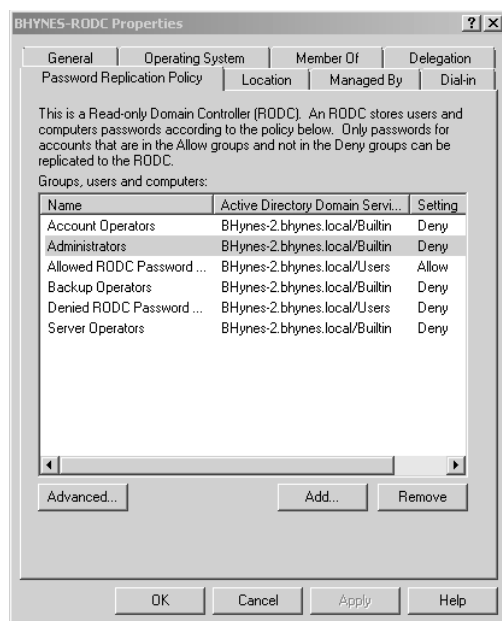 BHYNES-RODC Properties
General Operating System Member Of Delegation
Password Replication Policy Location Managed By Dial-in
This is a Read-only Domain Controller (RODC). An RODC stores users and
computers passwords according to the policy below. Only passwords for
accounts that are in the Allow groups and not in the Deny groups can be
replicated to the RODC.
Groups, users and computers:
Name Active Directory Domain Servi... Setting
Account Operators BHynes-2.bhynes.local/Builtin Deny
Administrators BHynes-2.bhynes.local/Builtin Deny
Allowed RODC Password ... BHynes-2.bhynes.local/Users Allow
Backup Operators BHynes-2.bhynes.local/Builtin Deny
Denied RODC Password ... BHynes-2.bhynes.local/Users Deny
Server Operators BHynes-2.bhynes.local/Builtin Deny
Advanced... Add... Remove
OK Cancel Apply Help